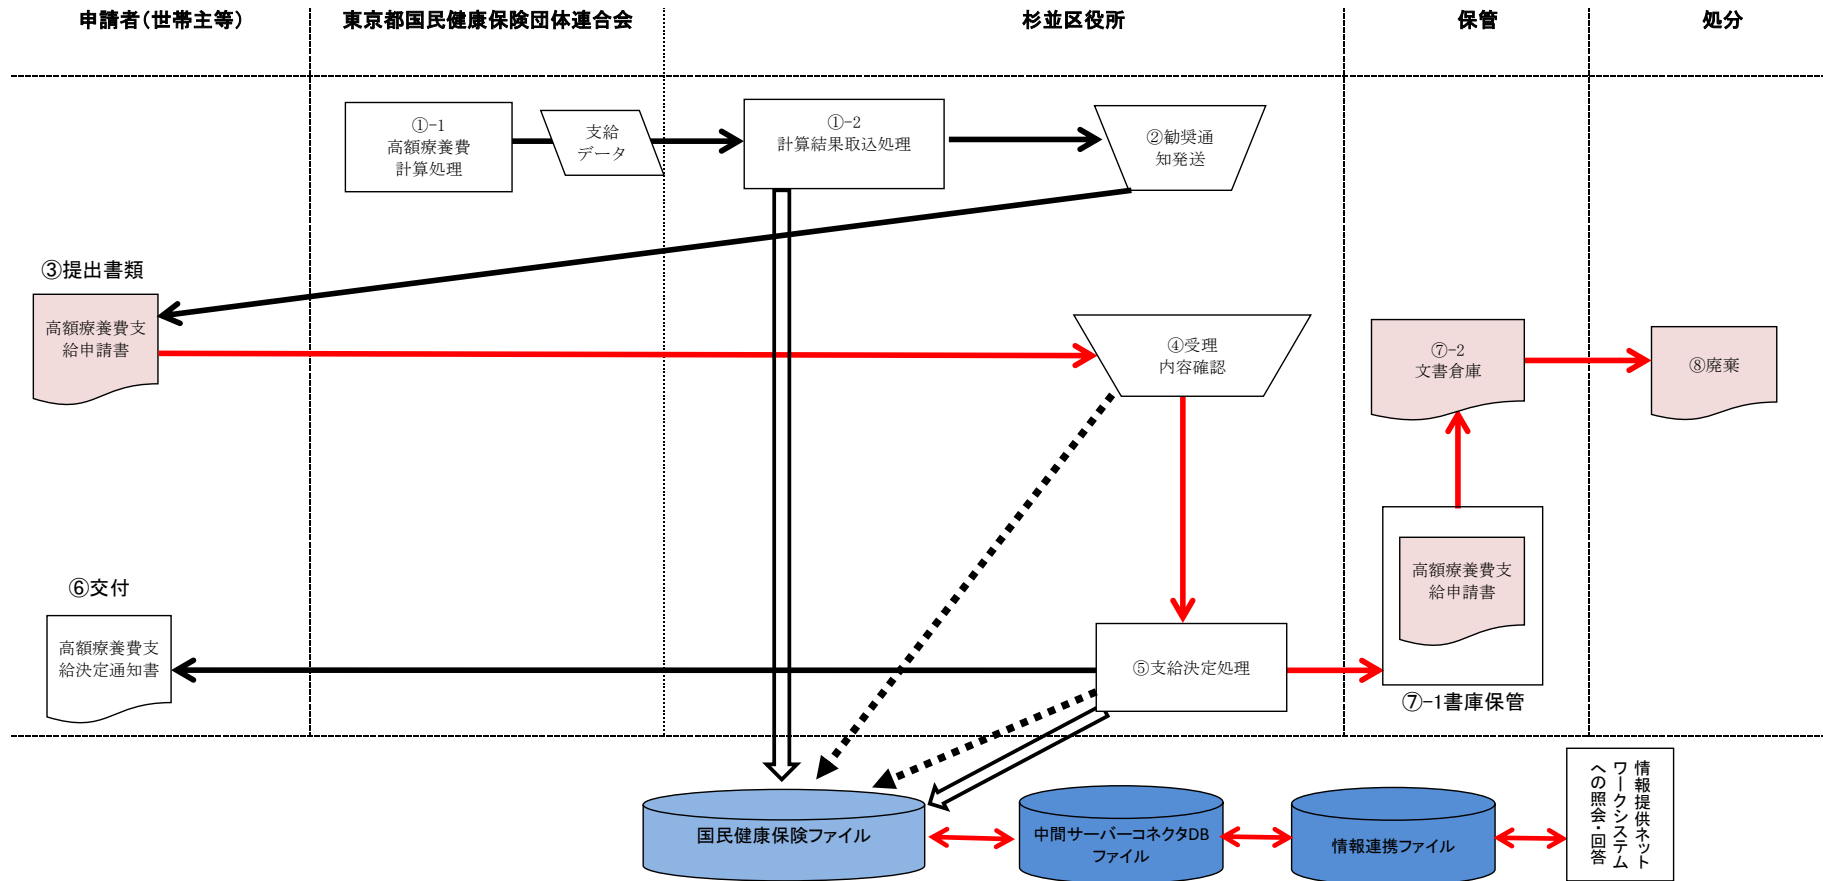 申請者(世帯主等)
東京都国民健康保険団体連合会
杉並区役所
保管
処分
①-1
高額療養費
計算処理
支給
データ
①-2
計算結果取込処理
②勧奨通
知発送
③提出書類
高額療養費支
給申請書
④受理
内容確認
⑦-2
文書倉庫
⑧廃棄
高額療養費支
給申請書
⑦-1書庫保管
⑥交付
高額療養費支
給決定通知書
⑤支給決定処理
国民健康保険ファイル
中間サーバーコネクタDB
ファイル
情報連携ファイル
情報提供ネット
ワークシステム
への照会・回答